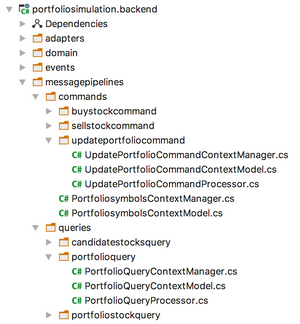 portfoliosimulation.backend
Dependencies
adapters
domain
events
messagepipelines
commands
buystockcommand
sellstockcommand
updateportfoliocommand
C# UpdatePortfolioCommandContextManager.cs
C# UpdatePortfolioCommandContextModel.cs
C# UpdatePortfolioCommandProcessor.cs
C# PortfoliosymbolsContextManager.cs
C# PortfoliosymbolsContextModel.cs
queries
candidatestocksquery
portfolioquery
C# PortfolioQueryContextManager.cs
C# PortfolioQueryContextModel.cs
C# PortfolioQueryProcessor.cs
portfoliostockquery